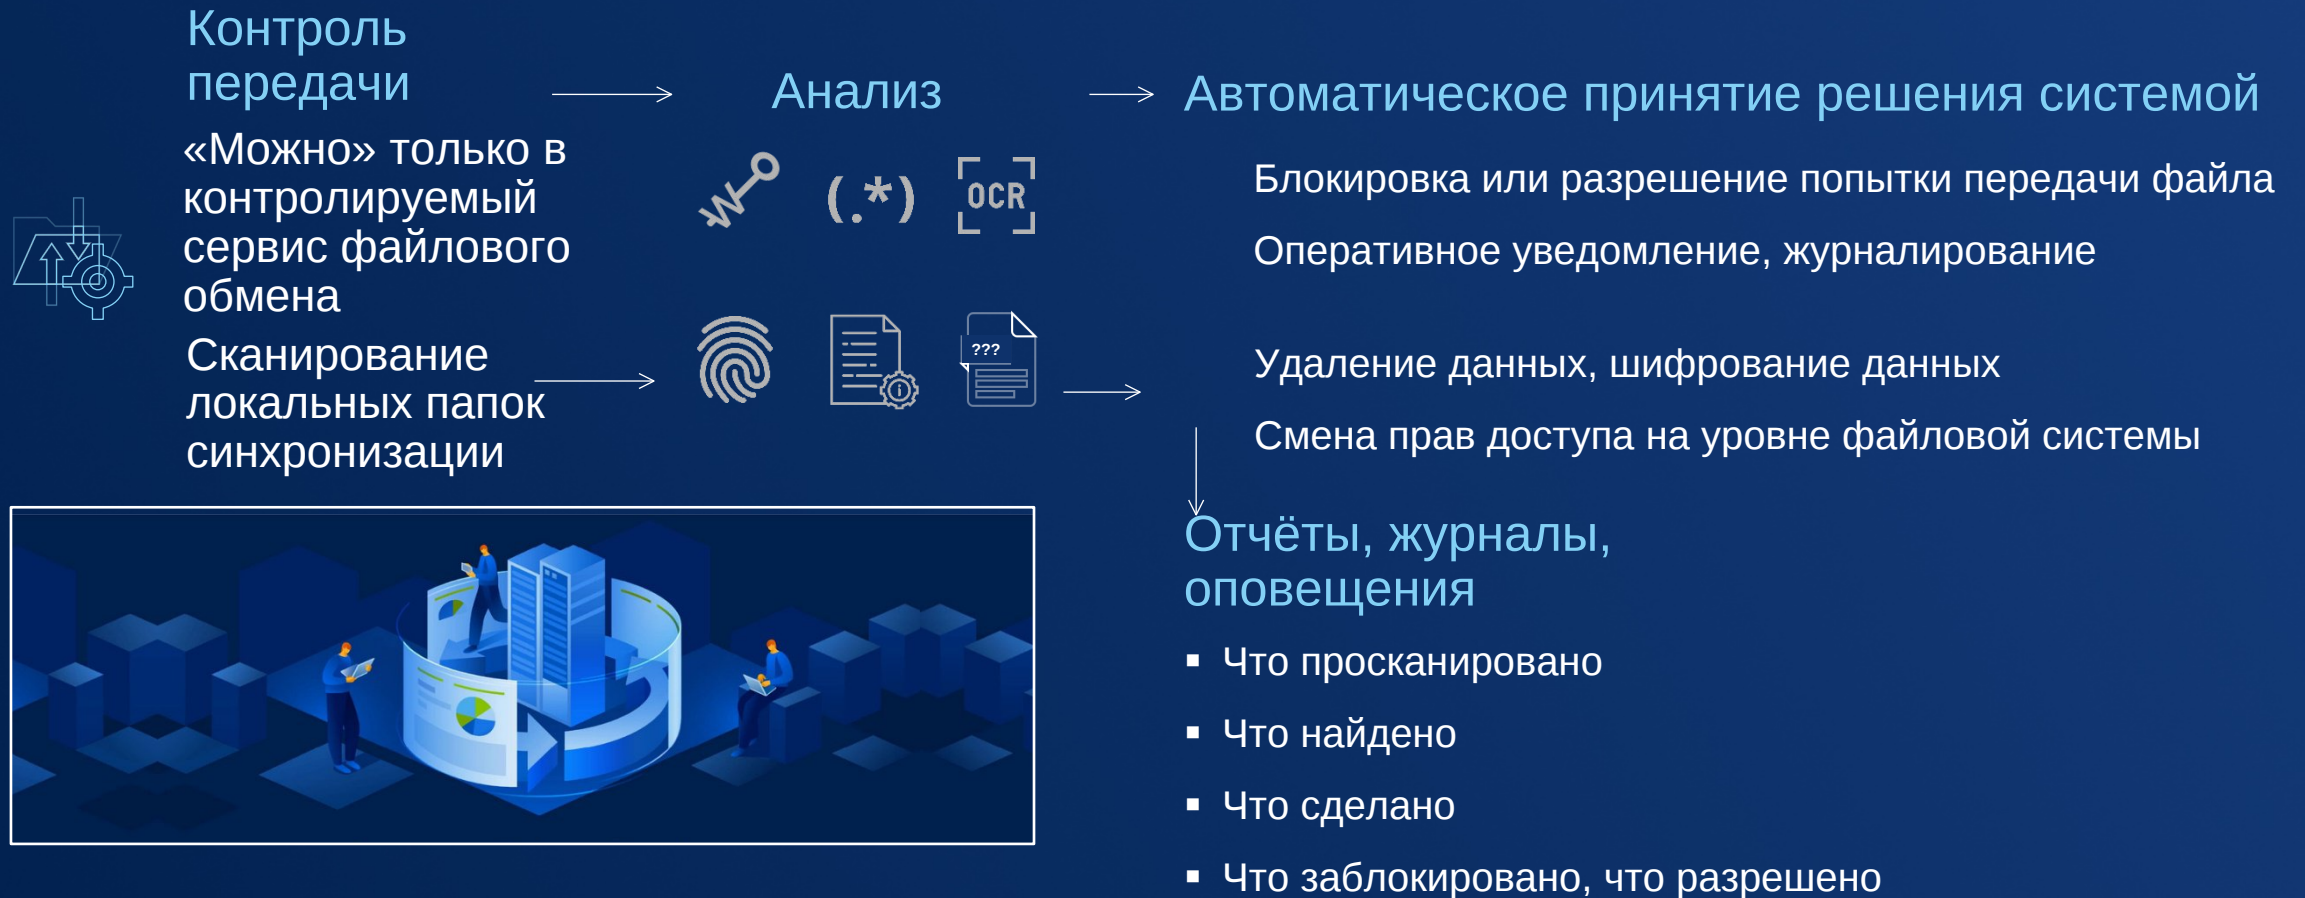 Контроль
передачи
«Можно» только в
контролируемый
сервис файлового
обмена
Сканирование
локальных папок
синхронизации
Анализ
W
(.*)
OCR
???
Автоматическое принятие решения системой
Блокировка или разрешение попытки передачи файла
Оперативное уведомление, журналирование
Удаление данных, шифрование данных
Смена прав доступа на уровне файловой системы
Отчёты, журналы,
оповещения
▪ Что просканировано
▪ Что найдено
▪ Что сделано
▪ Что заблокировано, что разрешено